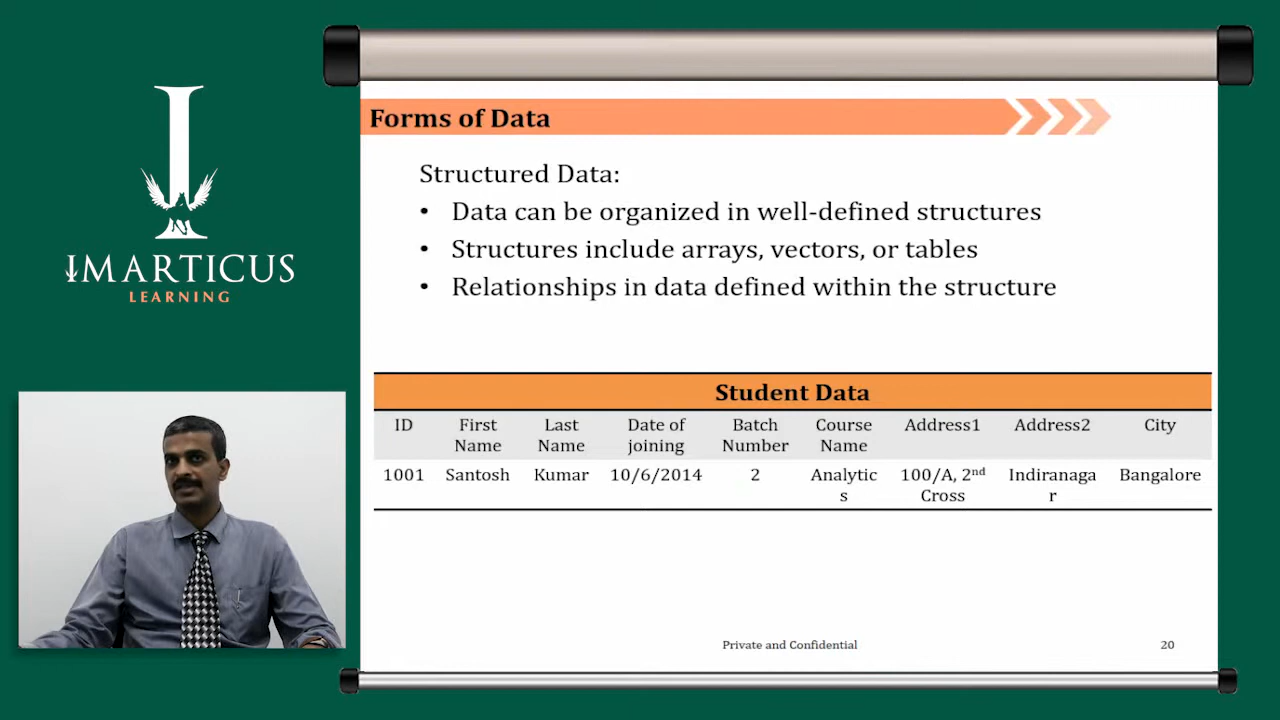 IMARTICUS
LEARNING
Forms of Data
Structured Data:
• Data can be organized in well-defined structures
• Structures include arrays, vectors, or tables
• Relationships in data defined within the structure
Student Data
ID First Name Last Name Date of joining Batch Number Course Name Address1 Address2 City
1001 Santosh Kumar 10/6/2014 2 Analytics 100/A, 2nd Cross Indiranagar Bangalore
Private and Confidential 20